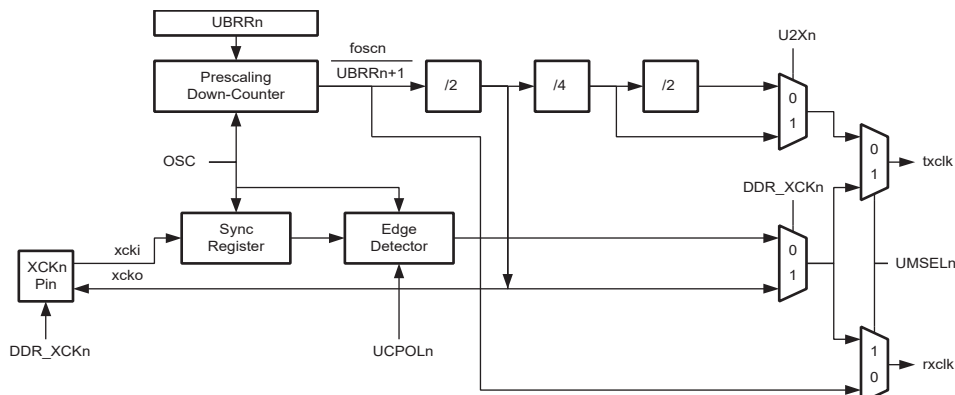 UBRRn
foscn
U2Xn
Prescaling
Down-Counter
UBRRn+1
/2
/4
/2
0
1
OSC
0
1
txclk
DDR_XCKn
Sync
Register
Edge
Detector
xcki
XCKn
Pin
xcko
0
1
UMSELn
DDR_XCKn
UCPOLn
1
0
rxclk